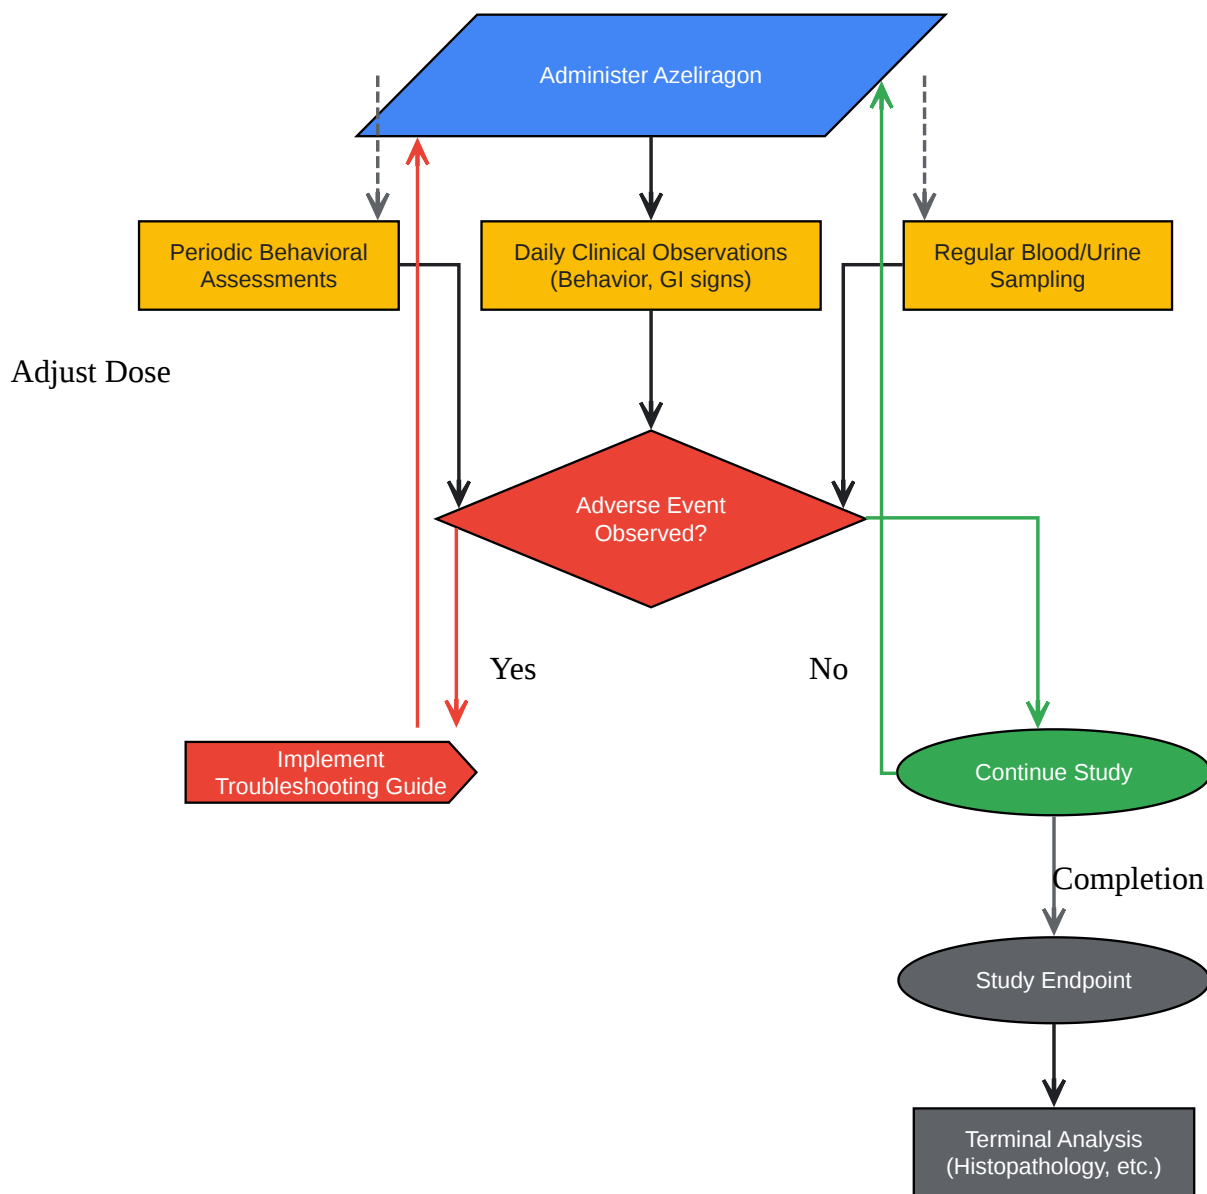 Administer Azeliragon
Periodic Behavioral
Assessments
Daily Clinical Observations
(Behavior, GI signs)
Regular Blood/Urine
Sampling
Adjust Dose
Adverse Event
Observed?
Yes
No
Implement
Troubleshooting Guide
Continue Study
Completion
Study Endpoint
Terminal Analysis
(Histopathology, etc.)